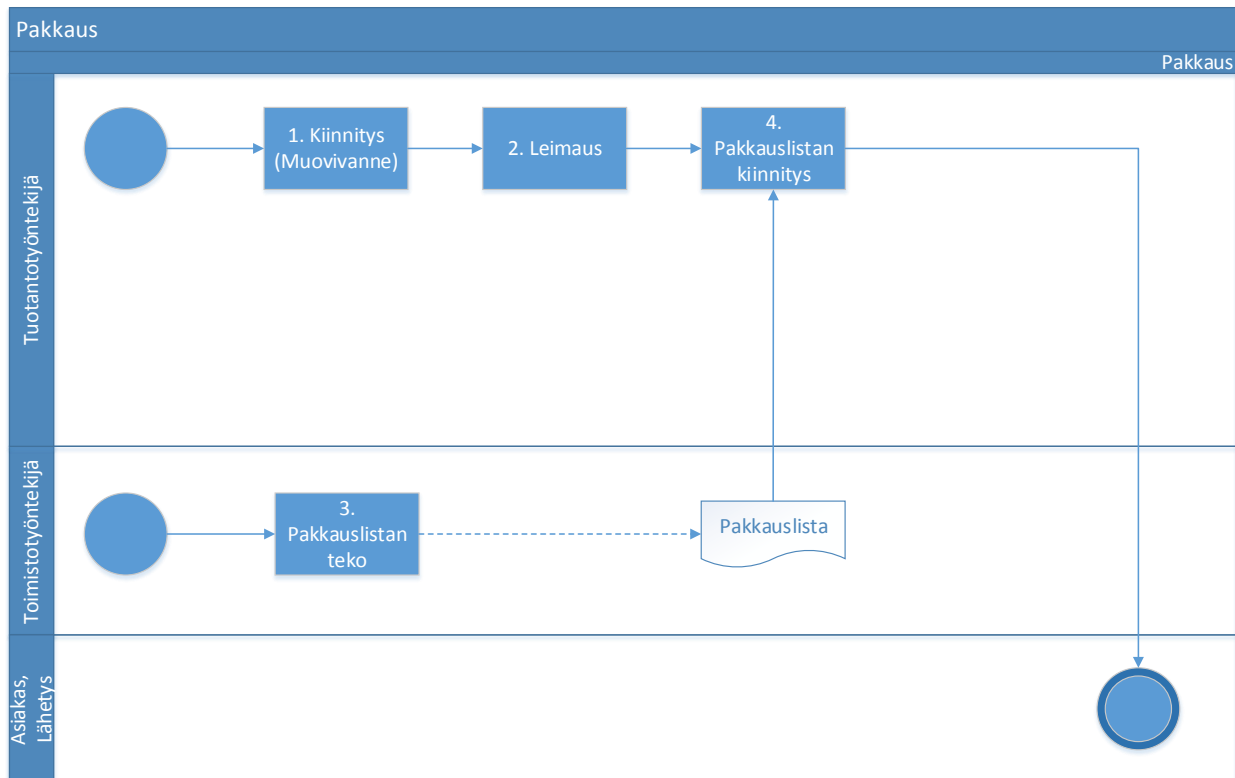 Pakkaus
Pakkaus
Tuotantotyöntekijä
1. Kiinnitys
(Muovivanne)
2. Leimaus
4.
Pakkauslistan
kiinnitys
Toimistotyöntekijä
3.
Pakkauslistan
teko
Pakkauslista
Asiakas,
Lähetys